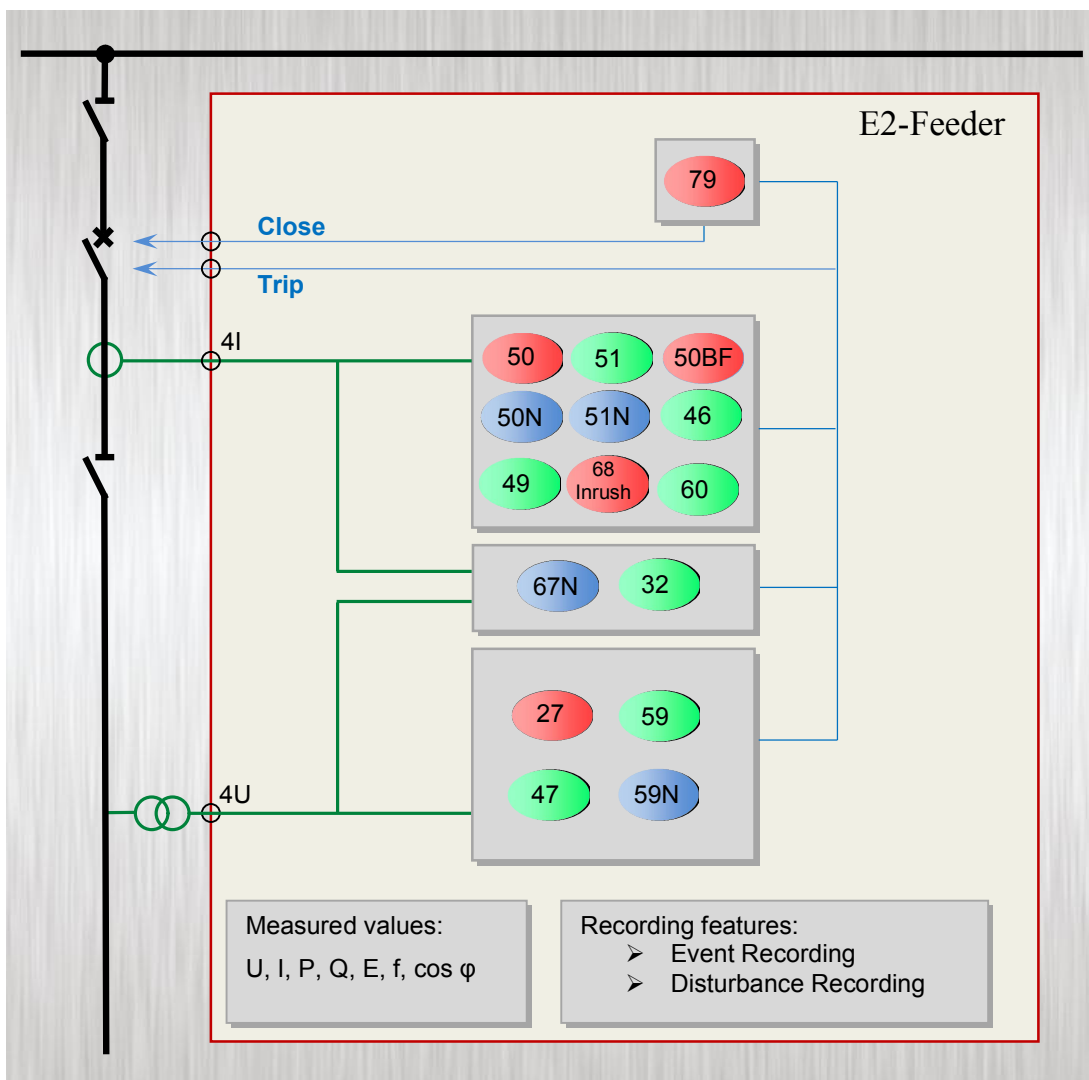 E2-Feeder
79
Close
Trip
4I
50 51 50BF
50N 51N 46
49 68 Inrush 60
67N 32
27 59
4U
47 59N
Measured values:
U, I, P, Q, E, f, cos φ
Recording features:
➢ Event Recording
➢ Disturbance Recording